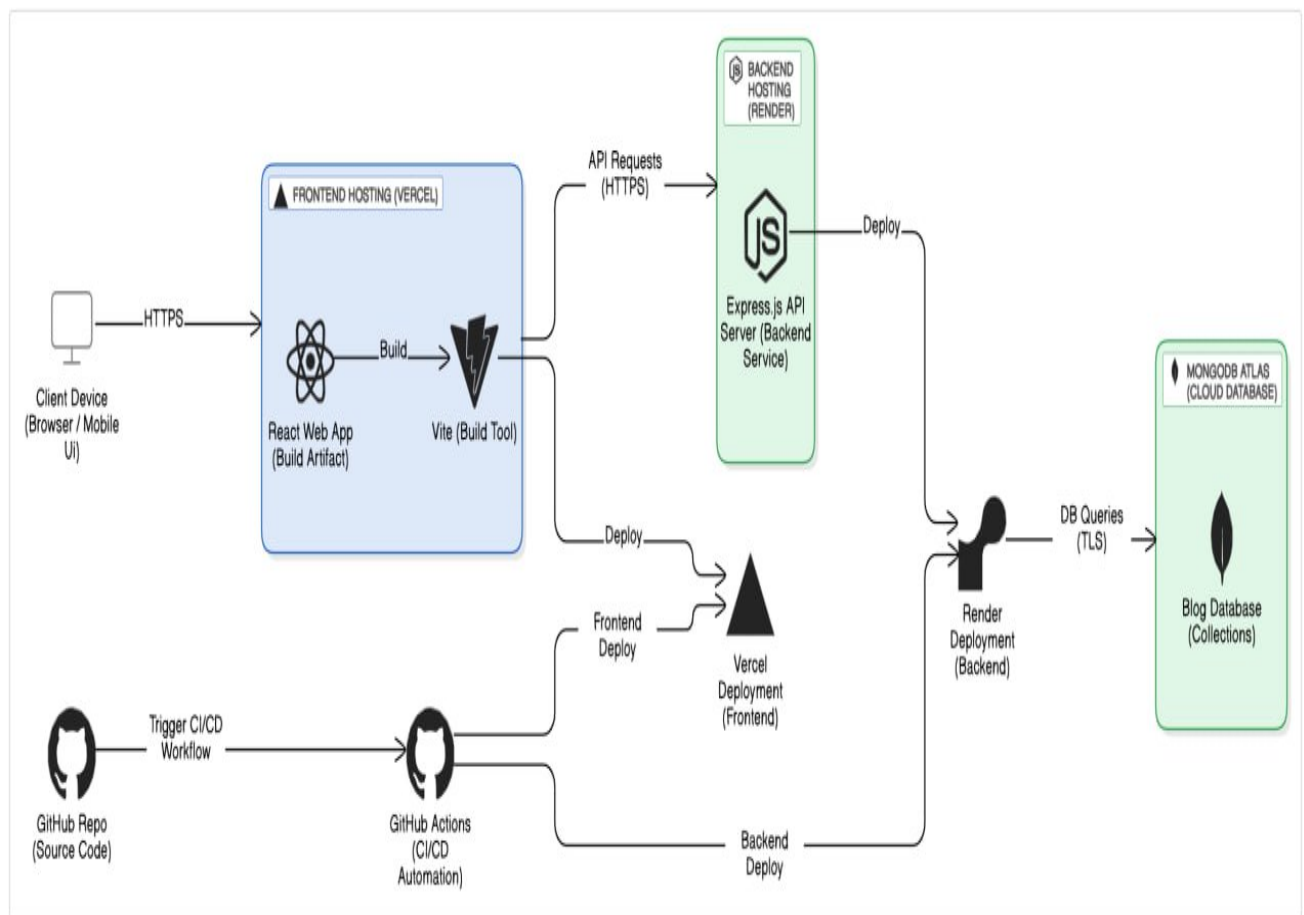 BACKEND
HOSTING
(RENDER)
API Requests
(HTTPS)
FRONTEND HOSTING (VERCEL)
Deploy
Express.js API
Server (Backend
Service)
HTTPS
Build
MONGODB ATLAS
(CLOUD DATABASE)
Client Device
(Browser / Mobile
Ui)
React Web App
(Build Artifact)
Vite (Build Tool)
Deploy
DB Queries
(TLS)
Blog Database
(Collections)
Render
Deployment
(Backend)
Frontend
Deploy
Vercel
Deployment
(Frontend)
Trigger CI/CD
Workflow
GitHub Repo
(Source Code)
GitHub Actions
(CI/CD
Automation)
Backend
Deploy
JS
JS